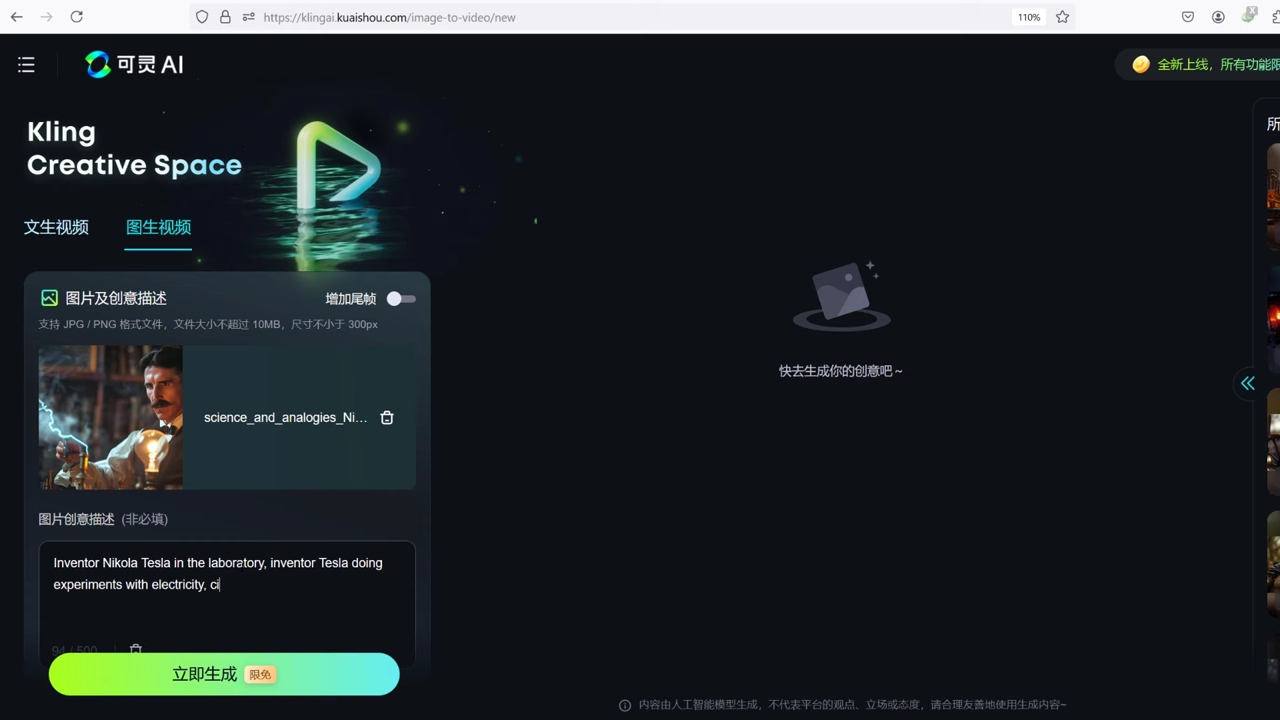 https://klingai.kuaishou.com/image-to-video/new
110%
可灵 AI
全新上线，所有功能限
Kling
Creative Space
文生视频
图生视频
所
图片及创意描述
增加尾帧
支持 JPG / PNG 格式文件，文件大小不超过 10MB，尺寸不小于 300px
science_and_analogies_Ni...
快去生成你的创意吧~
图片创意描述 (非必填)
Inventor Nikola Tesla in the laboratory, inventor Tesla doing
experiments with electricity, ci
94 / 500
立即生成 限免
内容由人工智能模型生成，不代表平台的观点、立场或态度，请合理友善地使用生成内容~